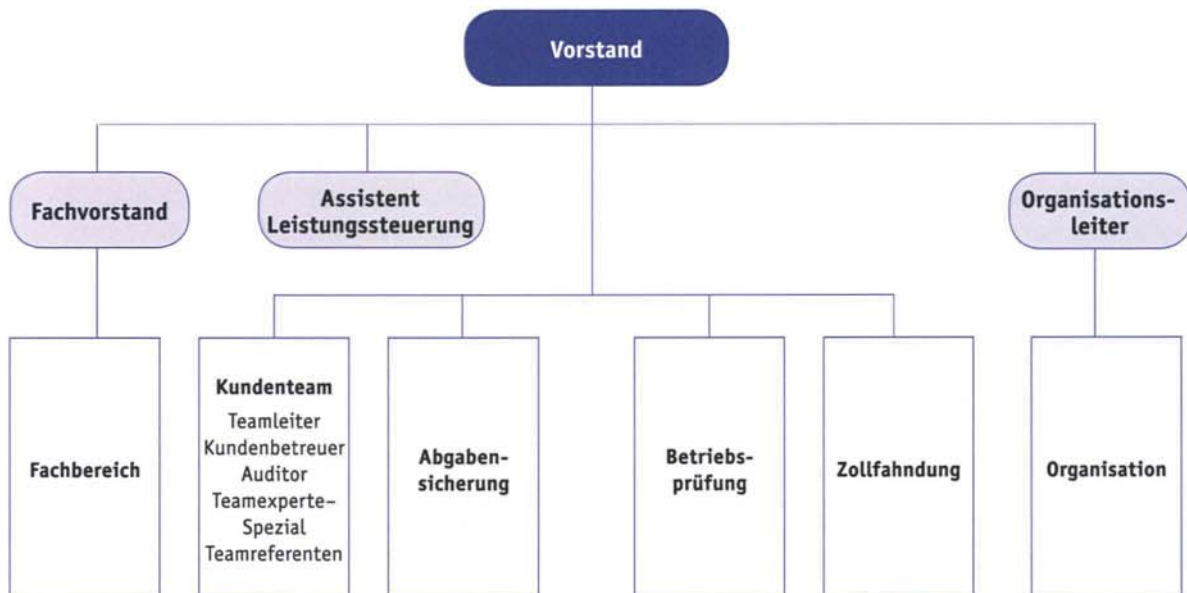 Vorstand
Fachvorstand
Assistent
Leistungssteuerung
Organisations-
leiter
Fachbereich
Kundenteam
Teamleiter
Kundenbetreuer
Auditor
Teamexperte–
Spezial
Teamreferenten
Abgaben-
sicherung
Betriebs-
prüfung
Zollfahndung
Organisation